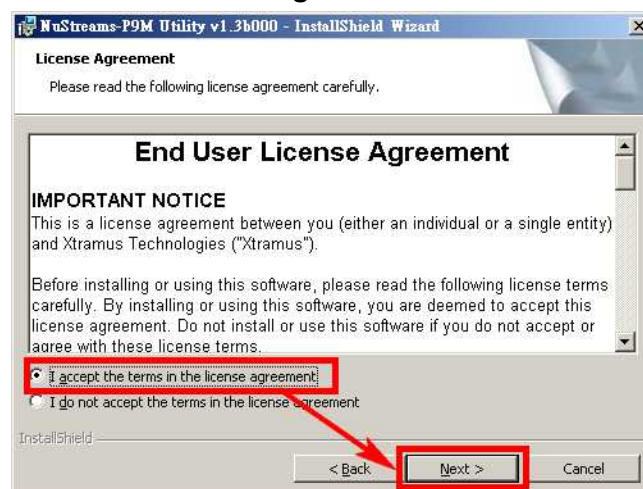 NuStreams-P9M Utility v1.3b000 - InstallShield Wizard
License Agreement
Please read the following license agreement carefully.
End User License Agreement
IMPORTANT NOTICE
This is a license agreement between you (either an individual or a single entity)
and Xtramus Technologies ("Xtramus").
Before installing or using this software, please read the following license terms
carefully. By installing or using this software, you are deemed to accept this
license agreement. Do not install or use this software if you do not accept or
agree with these license terms.
I accept the terms in the license agreement
I do not accept the terms in the license agreement
InstallShield
< Back
Next >
Cancel